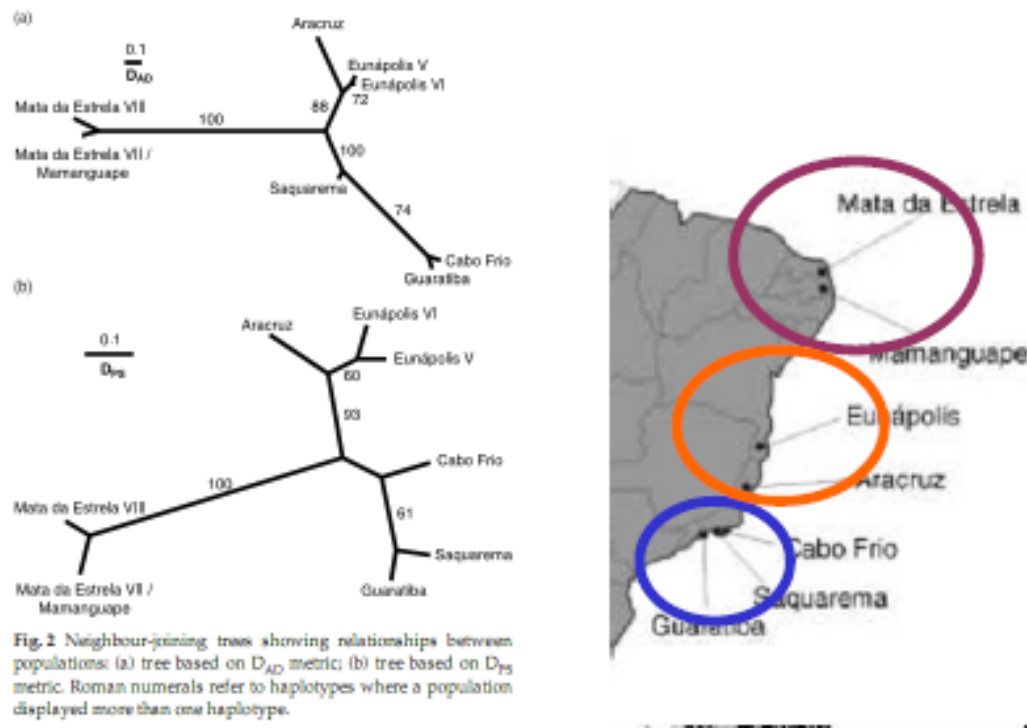 (a)
Aracruz
0.1
D_AD
Eunápolis V
Eunápolis VI
Mata da Estrela VIII
88
72
100
Mata da Estrela VII /
Mamanguape
100
Saquarema
74
Cabo Frio
Guaratiba
(b)
Eunápolis VI
Aracruz
0.1
D_PS
Eunápolis V
60
93
Cabo Frio
100
Mata da Estrela VIII
61
Saquarema
Guaratiba
Mata da Estrela VII /
Mamanguape
Fig. 2 Neighbour-joining trees showing relationships between
populations: (a) tree based on D_AD metric; (b) tree based on D_PS
metric. Roman numerals refer to haplotypes where a population
displayed more than one haplotype.
Mata da Estrela
Mamanguape
Eunápolis
Aracruz
Cabo Frio
Saquarema
Guaratiba